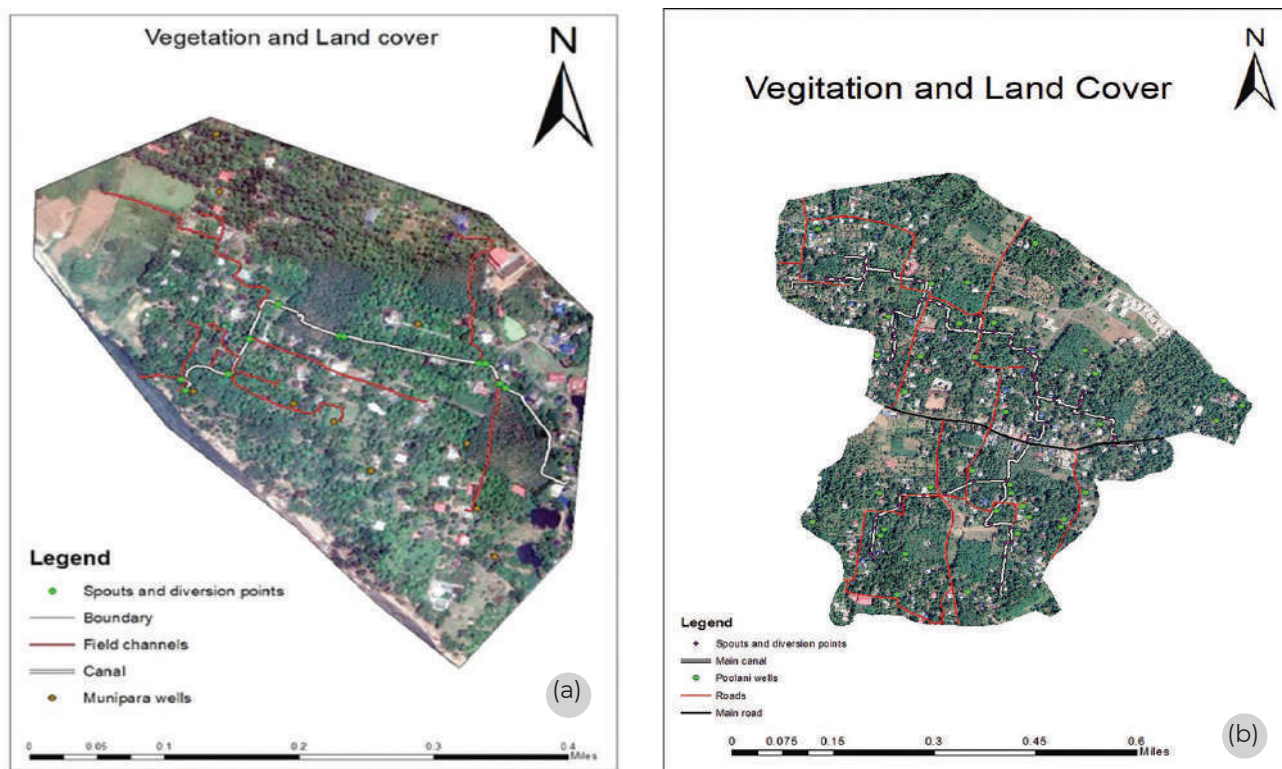 Vegetation and Land cover
N
Legend
Spouts and diversion points
Boundary
Field channels
Canal
Munipara wells
(a)
0 0.05 0.1 0.2 0.3 0.4
Miles
Vegitation and Land Cover
N
Legend
Spouts and diversion points
Main canal
Poolani wells
Roads
Main road
(b)
0 0.075 0.15 0.3 0.45 0.6
Miles